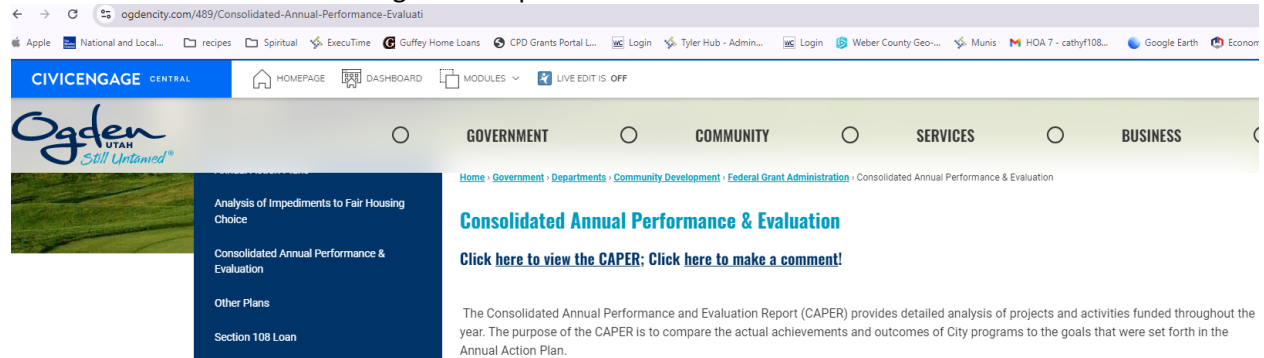 ogdencity.com/489/Consolidated-Annual-Performance-Evaluati
Apple National and Local... recipes Spiritual ExecuTime Guffey Home Loans CPD Grants Portal L... Login Tyler Hub - Admin... Login Weber County Geo-... Munis HOA 7 - cathyf108... Google Earth Econom
CIVICENGAGE CENTRAL HOMEPAGE DASHBOARD MODULES LIVE EDIT IS OFF
Ogden
UTAH
Still Untamed®
GOVERNMENT COMMUNITY SERVICES BUSINESS
Home › Government › Departments › Community Development › Federal Grant Administration › Consolidated Annual Performance & Evaluation
Analysis of Impediments to Fair Housing
Choice
Consolidated Annual Performance &
Evaluation
Other Plans
Section 108 Loan
Consolidated Annual Performance & Evaluation
Click here to view the CAPER; Click here to make a comment!
The Consolidated Annual Performance and Evaluation Report (CAPER) provides detailed analysis of projects and activities funded throughout the
year. The purpose of the CAPER is to compare the actual achievements and outcomes of City programs to the goals that were set forth in the
Annual Action Plan.